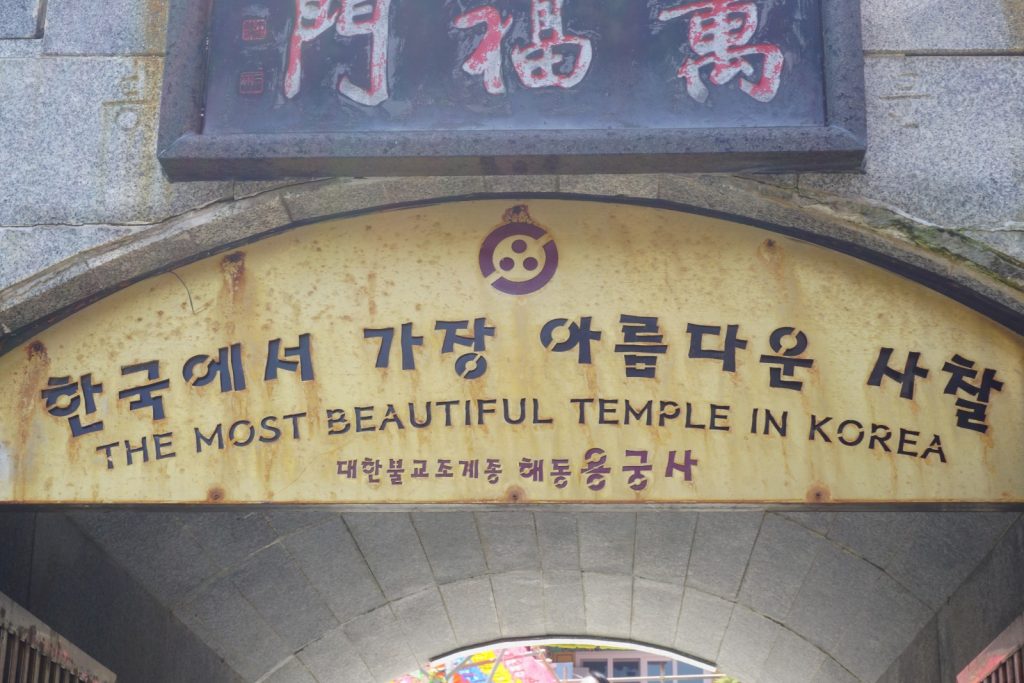 萬福門
한국에서 가장 아름다운 사찰
THE MOST BEAUTIFUL TEMPLE IN KOREA
대한불교조계종 해동용궁사